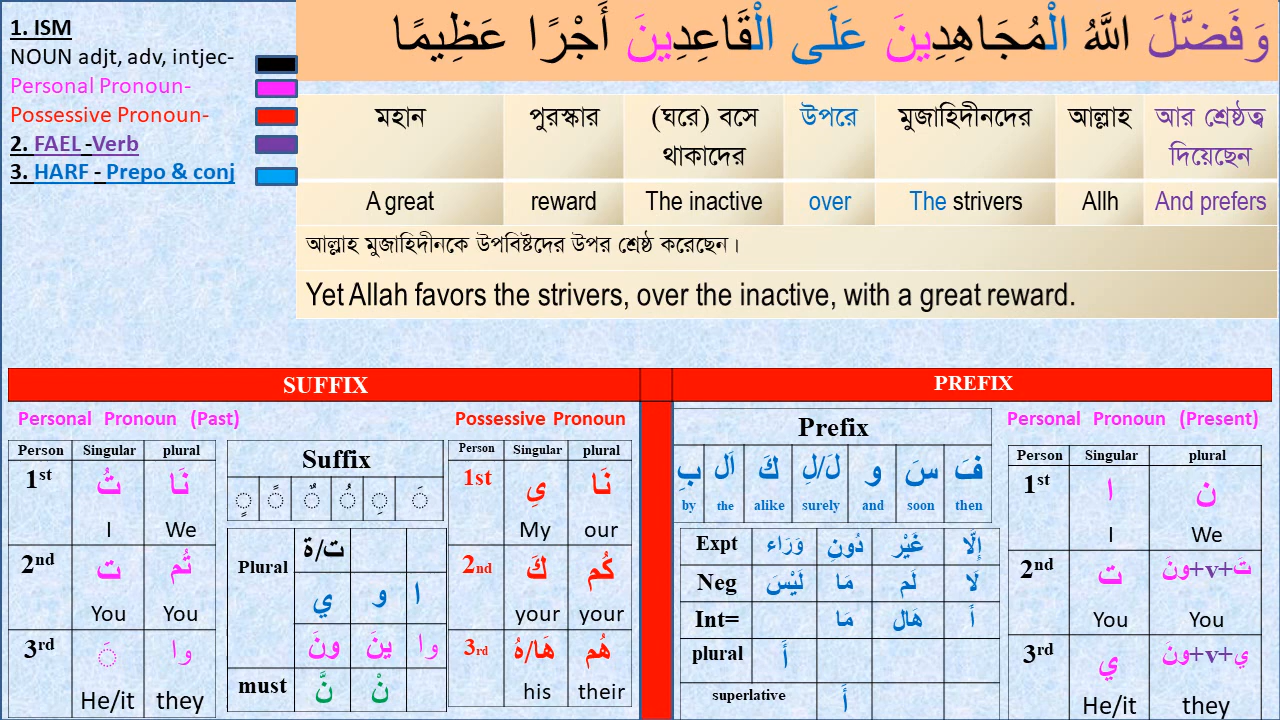 1. ISM
NOUN adjt, adv, intjec-
Personal Pronoun-
Possessive Pronoun-
2. FAEL -Verb
3. HARF - Prepo & conj
وَفَضَّلَ اللَّهُ الْمُجَاهِدِينَ عَلَى الْقَاعِدِينَ أَجْرًا عَظِيمًا
মহান পুরস্কার (ঘরে) বসে থাকাদের উপরে মুজাহিদীনদের আল্লাহ আর শ্রেষ্ঠত্ব দিয়েছেন
A great reward The inactive over The strivers Allh And prefers
আল্লাহ মুজাহিদীনকে উপবিষ্টদের উপর শ্রেষ্ঠ করেছেন।
Yet Allah favors the strivers, over the inactive, with a great reward.
SUFFIX
Personal Pronoun (Past)
Person Singular plural
1st تُ نَا
I We
2nd ت تُم
You You
3rd ◌َ وا
He/it they
Suffix
◌ٍ ◌ً ◌ٌ ◌ُ ◌ِ ◌َ
Plural ت/ة
ي و ا
ونَ ينَ وا
must نَّ نْ
Possessive Pronoun
Person Singular plural
1st ى نَا
My our
2nd كَ كُم
your your
3rd هَا/هُ هُم
his their
PREFIX
Prefix
بِ اَل كَ لَ/لِ و سَ فَ
by the alike surely and soon then
Expt وَرَاء دُونِ غَيْر إِلَّا
Neg لَيْسَ مَا لَم لَا
Int= مَا هَال أَ
plural أَ
superlative أَ
Personal Pronoun (Present)
Person Singular plural
1st ا ن
I We
2nd ت ت+v+ونَ
You You
3rd ي ي+v+ونَ
He/it they